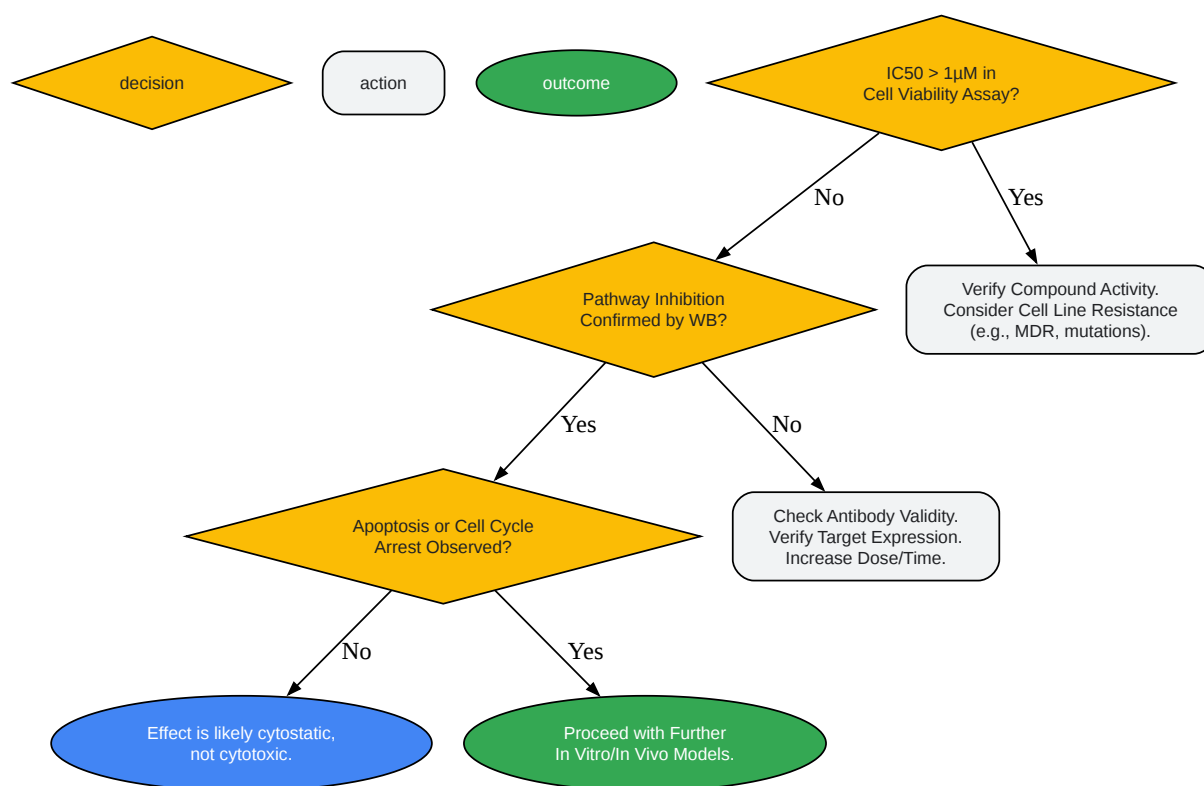 decision
action
outcome
IC50 > 1µM in
Cell Viability Assay?
No
Yes
Pathway Inhibition
Confirmed by WB?
Verify Compound Activity.
Consider Cell Line Resistance
(e.g., MDR, mutations).
Yes
No
Apoptosis or Cell Cycle
Arrest Observed?
Check Antibody Validity.
Verify Target Expression.
Increase Dose/Time.
No
Yes
Effect is likely cytostatic,
not cytotoxic.
Proceed with Further
In Vitro/In Vivo Models.